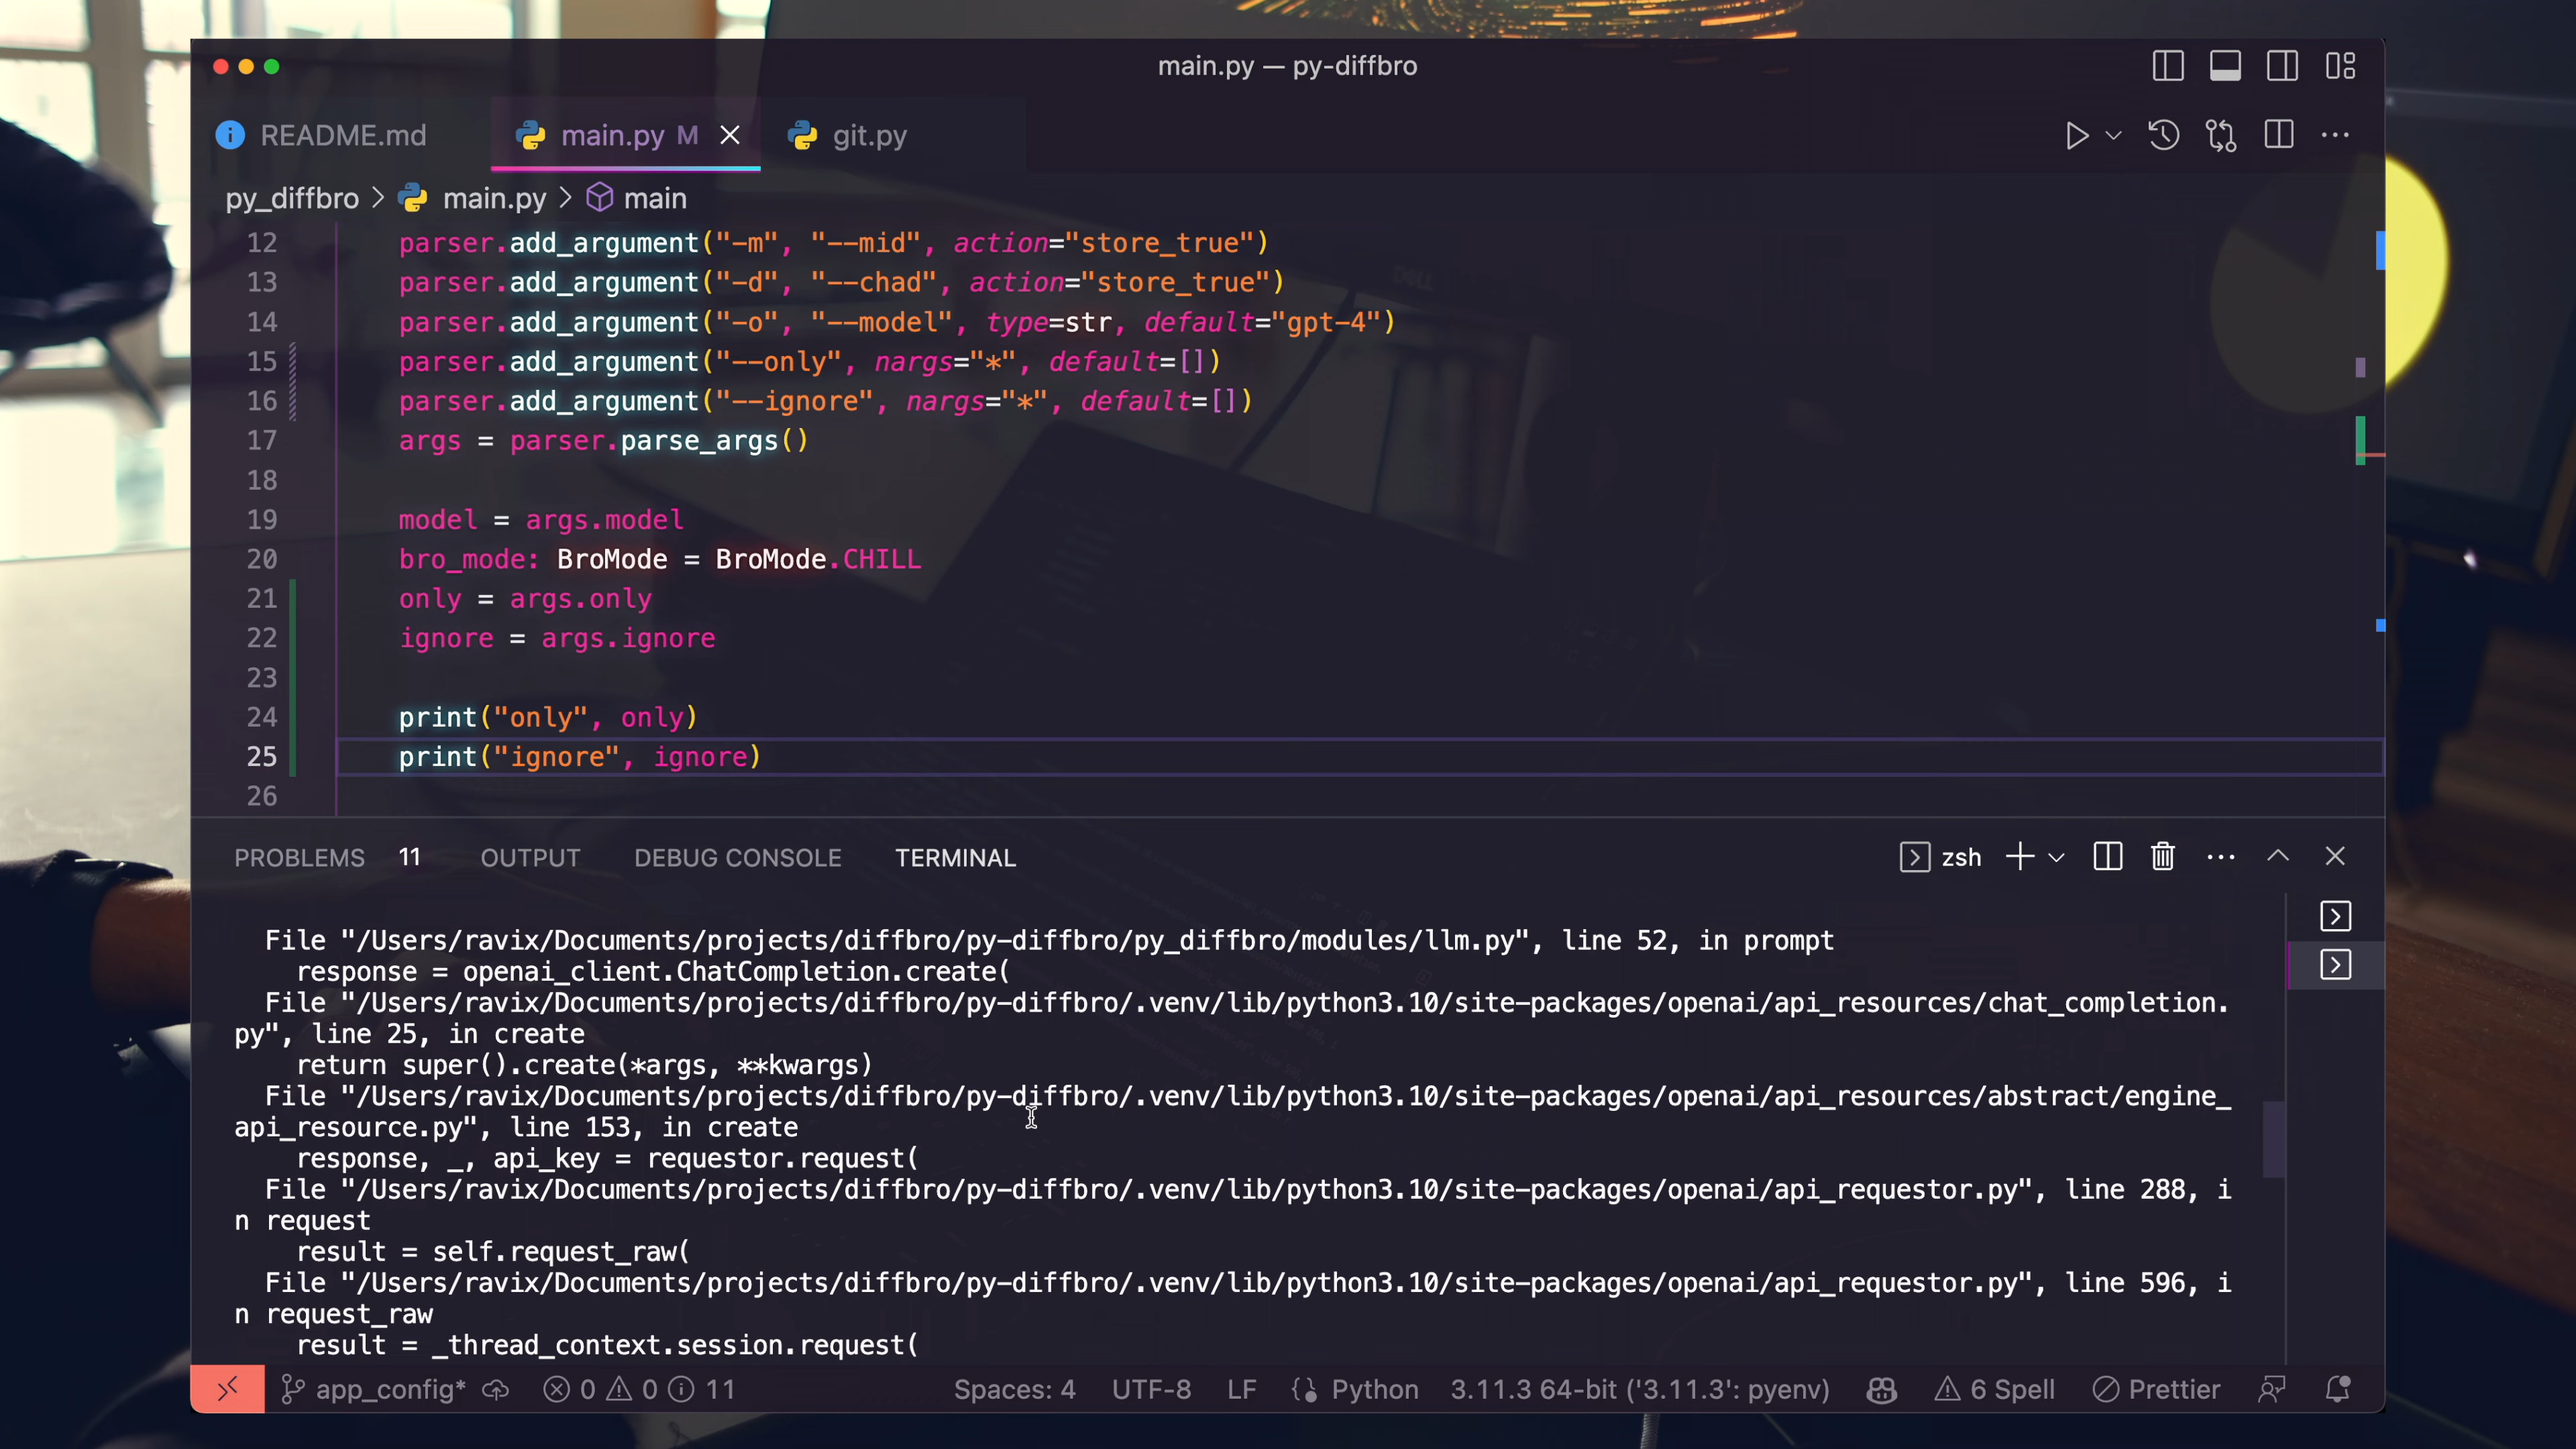 main.py — py-diffbro
README.md
main.py M
git.py
py_diffbro > main.py > main
12 parser.add_argument("-m", "--mid", action="store_true")
13 parser.add_argument("-d", "--chad", action="store_true")
14 parser.add_argument("-o", "--model", type=str, default="gpt-4")
15 parser.add_argument("--only", nargs="*", default=[])
16 parser.add_argument("--ignore", nargs="*", default=[])
17 args = parser.parse_args()
18
19 model = args.model
20 bro_mode: BroMode = BroMode.CHILL
21 only = args.only
22 ignore = args.ignore
23
24 print("only", only)
25 print("ignore", ignore)
26
PROBLEMS 11 OUTPUT DEBUG CONSOLE TERMINAL zsh
File "/Users/ravix/Documents/projects/diffbro/py-diffbro/py_diffbro/modules/llm.py", line 52, in prompt
response = openai_client.ChatCompletion.create(
File "/Users/ravix/Documents/projects/diffbro/py-diffbro/.venv/lib/python3.10/site-packages/openai/api_resources/chat_completion.
py", line 25, in create
return super().create(*args, **kwargs)
File "/Users/ravix/Documents/projects/diffbro/py-diffbro/.venv/lib/python3.10/site-packages/openai/api_resources/abstract/engine_
api_resource.py", line 153, in create
response, _, api_key = requestor.request(
File "/Users/ravix/Documents/projects/diffbro/py-diffbro/.venv/lib/python3.10/site-packages/openai/api_requestor.py", line 288, i
n request
result = self.request_raw(
File "/Users/ravix/Documents/projects/diffbro/py-diffbro/.venv/lib/python3.10/site-packages/openai/api_requestor.py", line 596, i
n request_raw
result = _thread_context.session.request(
app_config* 0 0 11 Spaces: 4 UTF-8 LF Python 3.11.3 64-bit ('3.11.3': pyenv) 6 Spell Prettier